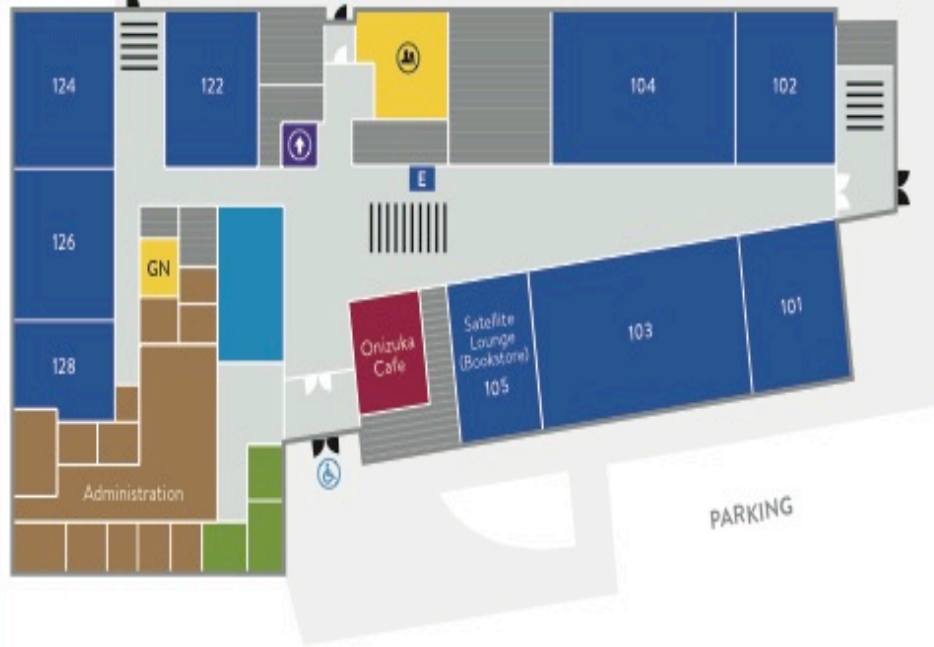 124
122
104
102
E
126
GN
128
Onizuka
Cafe
Satellite
Lounge
(Bookstore)
105
103
101
Administration
PARKING